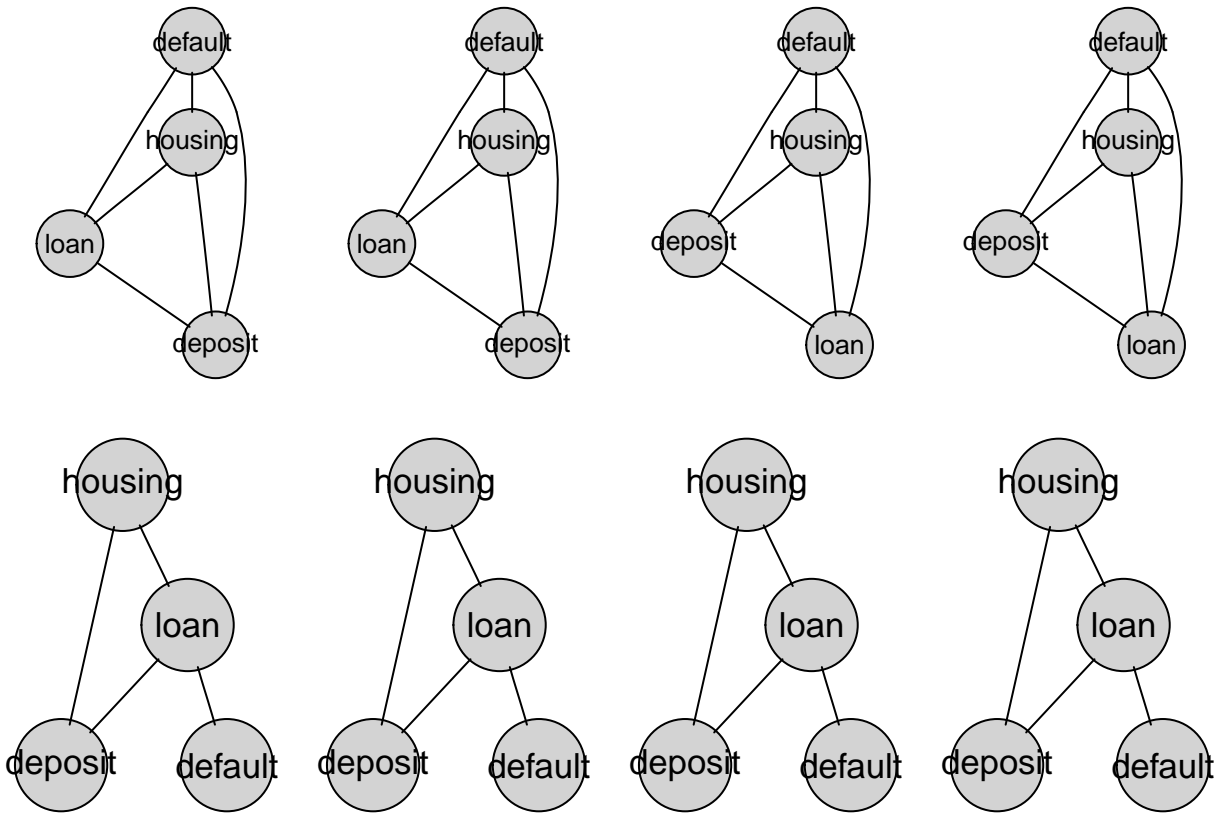 default default default default
housing housing housing housing
loan loan deposit deposit
deposit deposit loan loan
housing housing housing housing
loan loan loan loan
deposit default deposit default deposit default deposit default